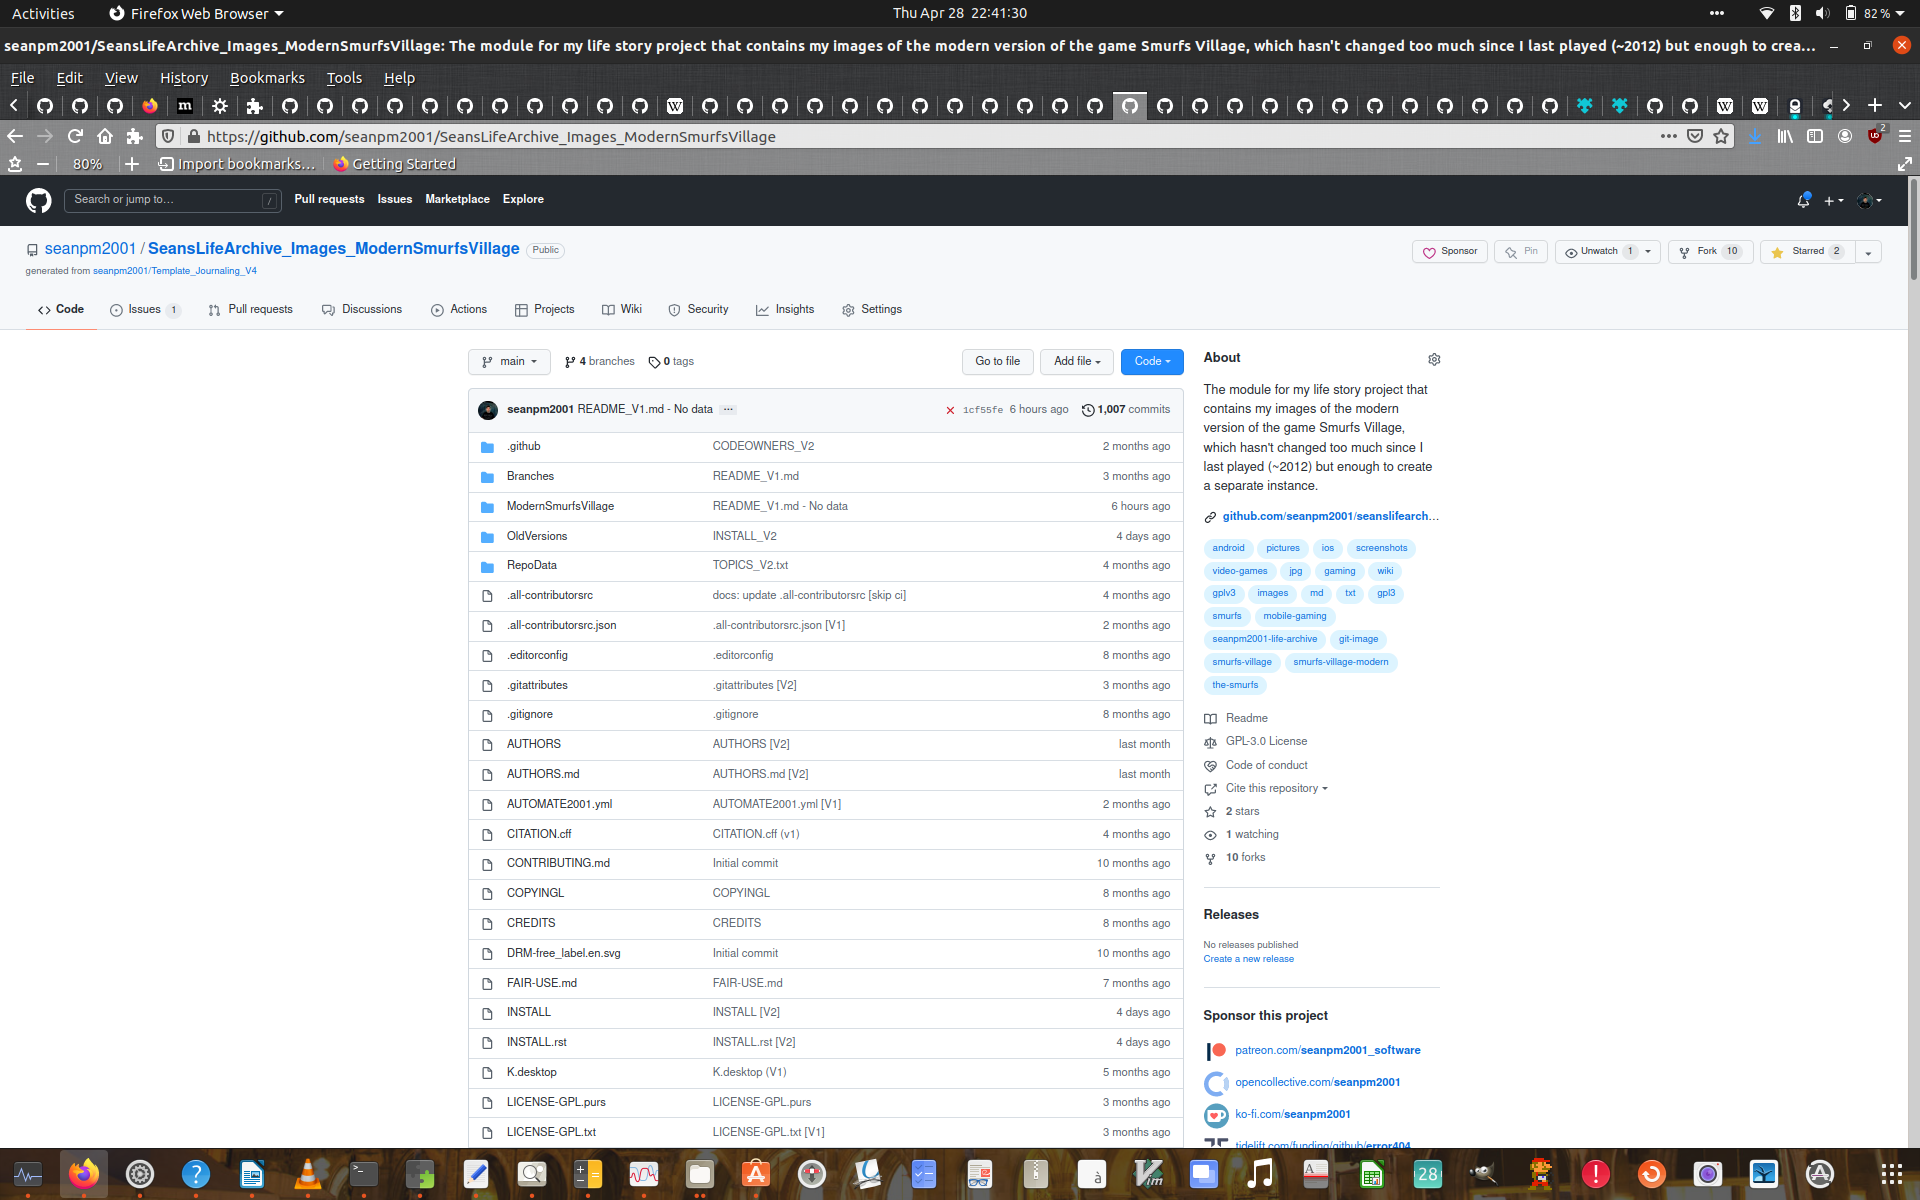 Activities
Firefox Web Browser
Thu Apr 28 22:41:30
82 %
seanpm2001/SeansLifeArchive_Images_ModernSmurfsVillage: The module for my life story project that contains my images of the modern version of the game Smurfs Village, which hasn't changed too much since I last played (~2012) but enough to crea...
File Edit View History Bookmarks Tools Help
https://github.com/seanpm2001/SeansLifeArchive_Images_ModernSmurfsVillage
2
80%
Import bookmarks...
Getting Started
Search or jump to...
/
Pull requests Issues Marketplace Explore
seanpm2001 / SeansLifeArchive_Images_ModernSmurfsVillage Public
generated from seanpm2001/Template_Journaling_V4
Sponsor
Pin
Unwatch 1
Fork 10
Starred 2
Code
Issues 1
Pull requests
Discussions
Actions
Projects
Wiki
Security
Insights
Settings
main
4 branches
0 tags
Go to file
Add file
Code
seanpm2001 README_V1.md - No data ...
1cf55fe 6 hours ago
1,007 commits
.github CODEOWNERS_V2 2 months ago
Branches README_V1.md 3 months ago
ModernSmurfsVillage README_V1.md - No data 6 hours ago
OldVersions INSTALL_V2 4 days ago
RepoData TOPICS_V2.txt 4 months ago
.all-contributorsrc docs: update .all-contributorsrc [skip ci] 4 months ago
.all-contributorsrc.json .all-contributorsrc.json [V1] 2 months ago
.editorconfig .editorconfig 8 months ago
.gitattributes .gitattributes [V2] 3 months ago
.gitignore .gitignore 8 months ago
AUTHORS AUTHORS [V2] last month
AUTHORS.md AUTHORS.md [V2] last month
AUTOMATE2001.yml AUTOMATE2001.yml [V1] 2 months ago
CITATION.cff CITATION.cff (v1) 4 months ago
CONTRIBUTING.md Initial commit 10 months ago
COPYINGL COPYINGL 8 months ago
CREDITS CREDITS 8 months ago
DRM-free_label.en.svg Initial commit 10 months ago
FAIR-USE.md FAIR-USE.md 7 months ago
INSTALL INSTALL [V2] 4 days ago
INSTALL.rst INSTALL.rst [V2] 4 days ago
K.desktop K.desktop (V1) 5 months ago
LICENSE-GPL.purs LICENSE-GPL.purs 3 months ago
LICENSE-GPL.txt LICENSE-GPL.txt [V1] 3 months ago
About
The module for my life story project that
contains my images of the modern
version of the game Smurfs Village,
which hasn't changed too much since I
last played (~2012) but enough to create
a separate instance.
github.com/seanpm2001/seanslifearch...
android pictures ios screenshots
video-games jpg gaming wiki
gplv3 images md txt gpl3
smurfs mobile-gaming
seanpm2001-life-archive git-image
smurfs-village smurfs-village-modern
the-smurfs
Readme
GPL-3.0 License
Code of conduct
Cite this repository
2 stars
1 watching
10 forks
Releases
No releases published
Create a new release
Sponsor this project
patreon.com/seanpm2001_software
opencollective.com/seanpm2001
ko-fi.com/seanpm2001
tidelift.com/funding/github/error404
28